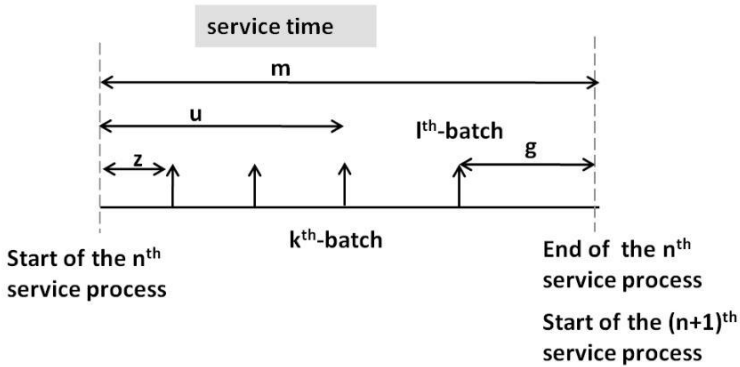 service time
m
u
lth-batch
g
z
kth-batch
Start of the nth
service process
End of the nth
service process
Start of the (n+1)th
service process